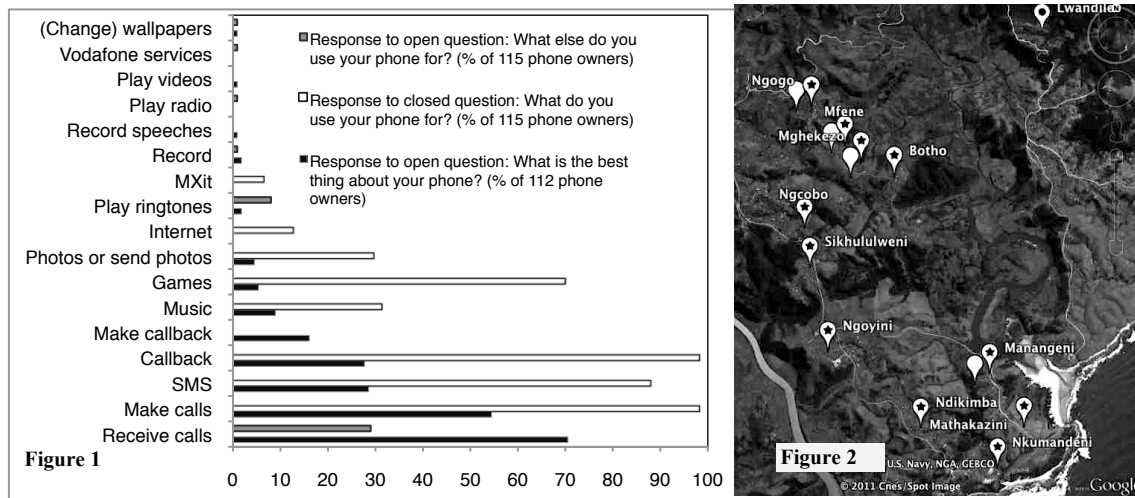 (Change) wallpapers
Vodafone services
Play videos
Play radio
Record speeches
Record
MXit
Play ringtones
Internet
Photos or send photos
Games
Music
Make callback
Callback
SMS
Make calls
Receive calls
Response to open question: What else do you
use your phone for? (% of 115 phone owners)
Response to closed question: What do you
use your phone for? (% of 115 phone owners)
Response to open question: What is the best
thing about your phone? (% of 112 phone
owners)
0 10 20 30 40 50 60 70 80 90 100
Figure 1
Lwandile
Ngogo
Mfene
Mghekezo
Botho
Ngcobo
Sikhululweni
Ngoyini
Manangeni
Ndikimba
Mathakazini
Nkumandeni
Figure 2
U.S. Navy, NGA, GEBCO
© 2011 Cnes/Spot Image
Google